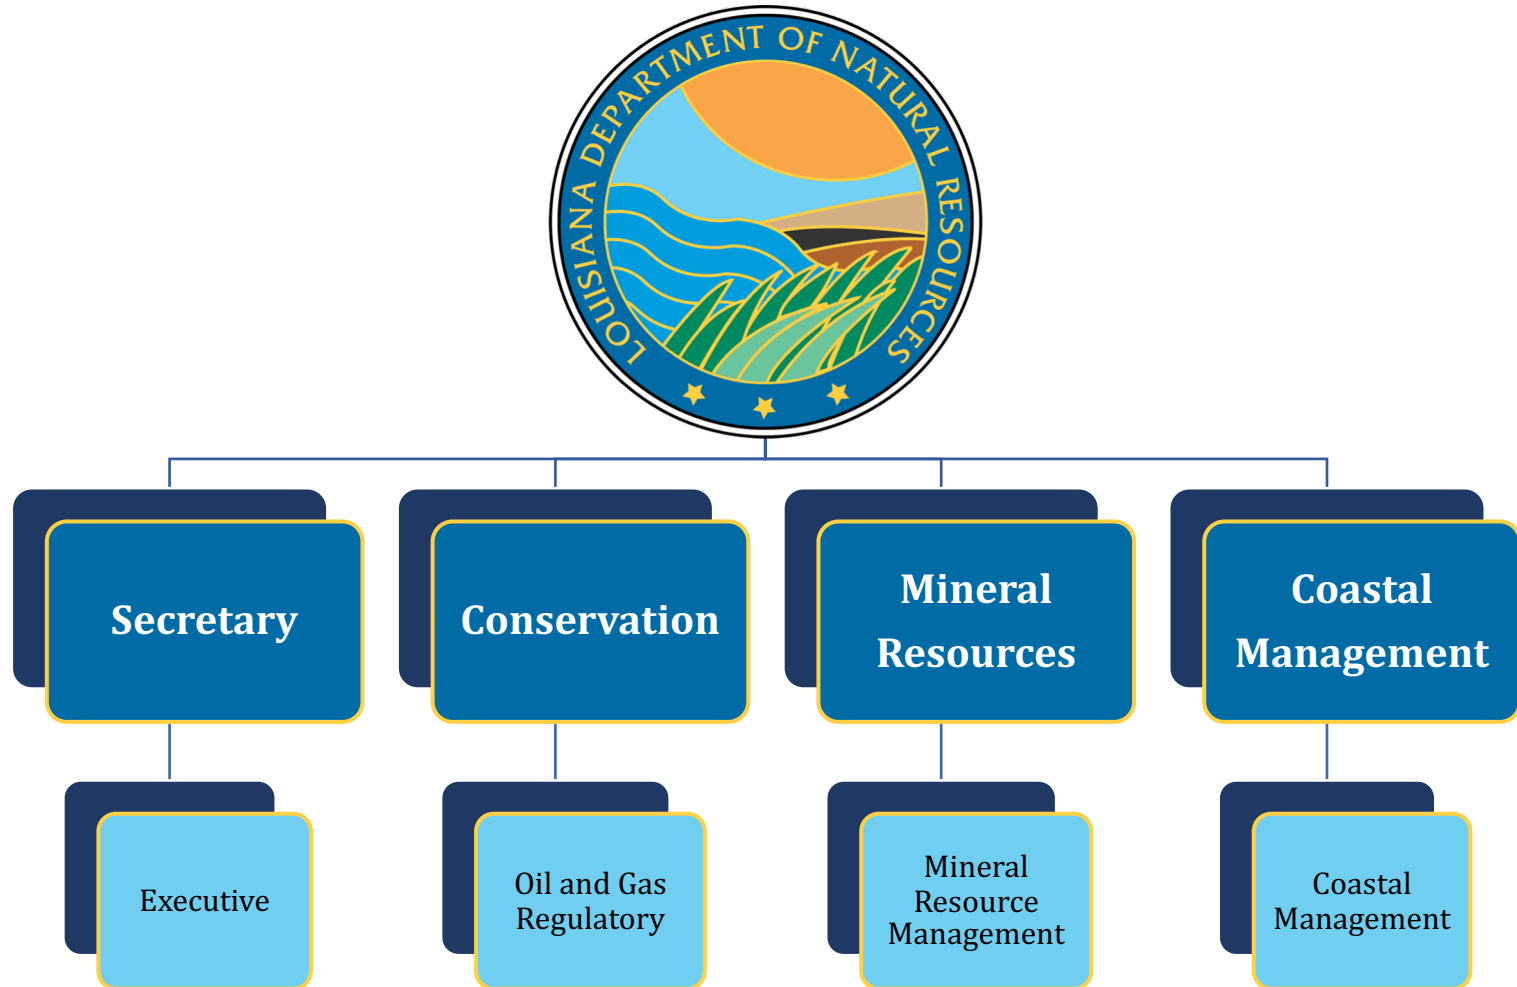 LOUISIANA DEPARTMENT OF NATURAL RESOURCES
Secretary
Conservation
Mineral
Resources
Coastal
Management
Executive
Oil and Gas
Regulatory
Mineral
Resource
Management
Coastal
Management